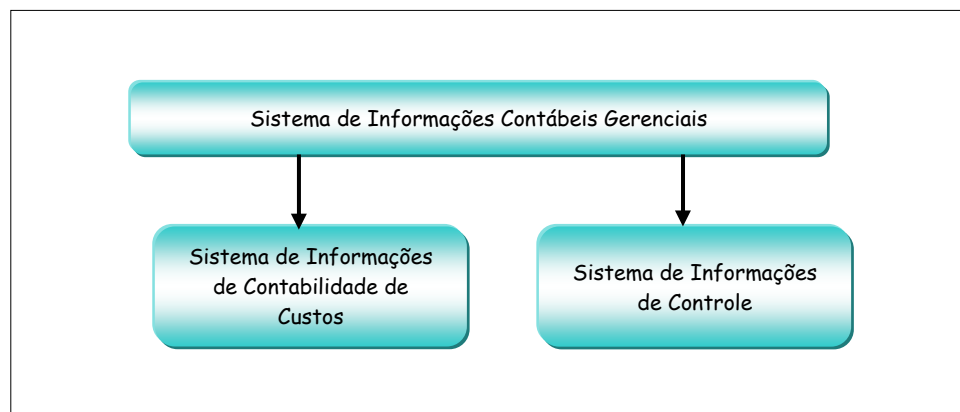 Sistema de Informações Contábeis Gerenciais
Sistema de Informações
de Contabilidade de
Custos
Sistema de Informações
de Controle